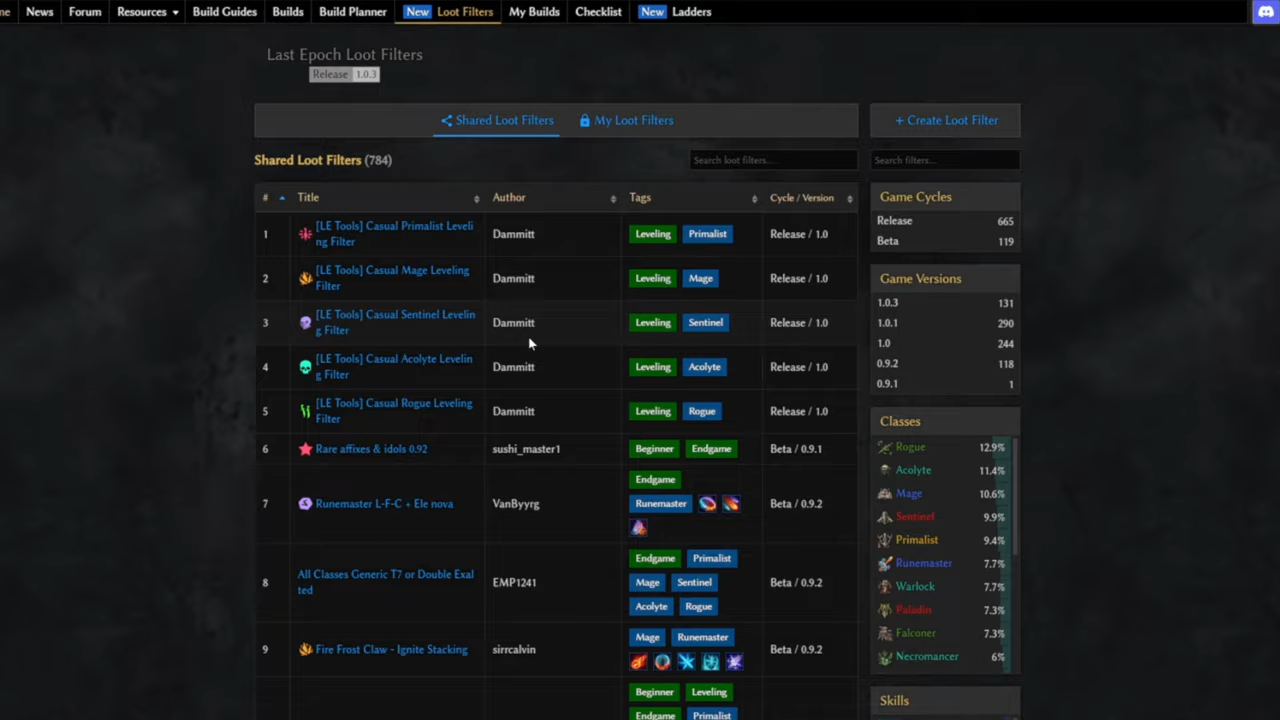 News Forum Resources Build Guides Builds Build Planner New Loot Filters My Builds Checklist New Ladders
Last Epoch Loot Filters
Release 1.0.3
Shared Loot Filters My Loot Filters + Create Loot Filter
Shared Loot Filters (784) Search loot filters.... Search filters...
# Title Author Tags Cycle / Version
1 [LE Tools] Casual Primalist Leveli
ng Filter Dammitt Leveling Primalist Release / 1.0
2 [LE Tools] Casual Mage Leveling
Filter Dammitt Leveling Mage Release / 1.0
3 [LE Tools] Casual Sentinel Levelin
g Filter Dammitt Leveling Sentinel Release / 1.0
4 [LE Tools] Casual Acolyte Levelin
g Filter Dammitt Leveling Acolyte Release / 1.0
5 [LE Tools] Casual Rogue Leveling
Filter Dammitt Leveling Rogue Release / 1.0
6 Rare affixes & idols 0.92 sushi_master1 Beginner Endgame Beta / 0.9.1
Endgame
7 Runemaster L-F-C + Ele nova VanByyrg Runemaster Beta / 0.9.2
Endgame Primalist
8 All Classes Generic T7 or Double Exal
ted EMP1241 Mage Sentinel Beta / 0.9.2
Acolyte Rogue
Mage Runemaster
9 Fire Frost Claw - Ignite Stacking sirrcalvin Beta / 0.9.2
Beginner Leveling
Endgame Primalist
Game Cycles
Release 665
Beta 119
Game Versions
1.0.3 131
1.0.1 290
1.0 244
0.9.2 118
0.9.1 1
Classes
Rogue 12.9%
Acolyte 11.4%
Mage 10.6%
Sentinel 9.9%
Primalist 9.4%
Runemaster 7.7%
Warlock 7.7%
Paladin 7.3%
Falconer 7.3%
Necromancer 6%
Skills